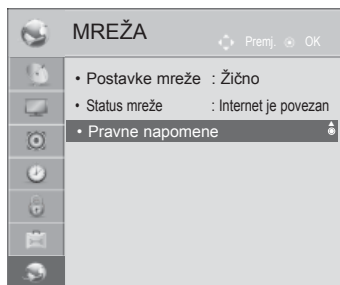 MREŽA
Premj. OK
• Postavke mreže : Žično
• Status mreže : Internet je povezan
• Pravne napomene